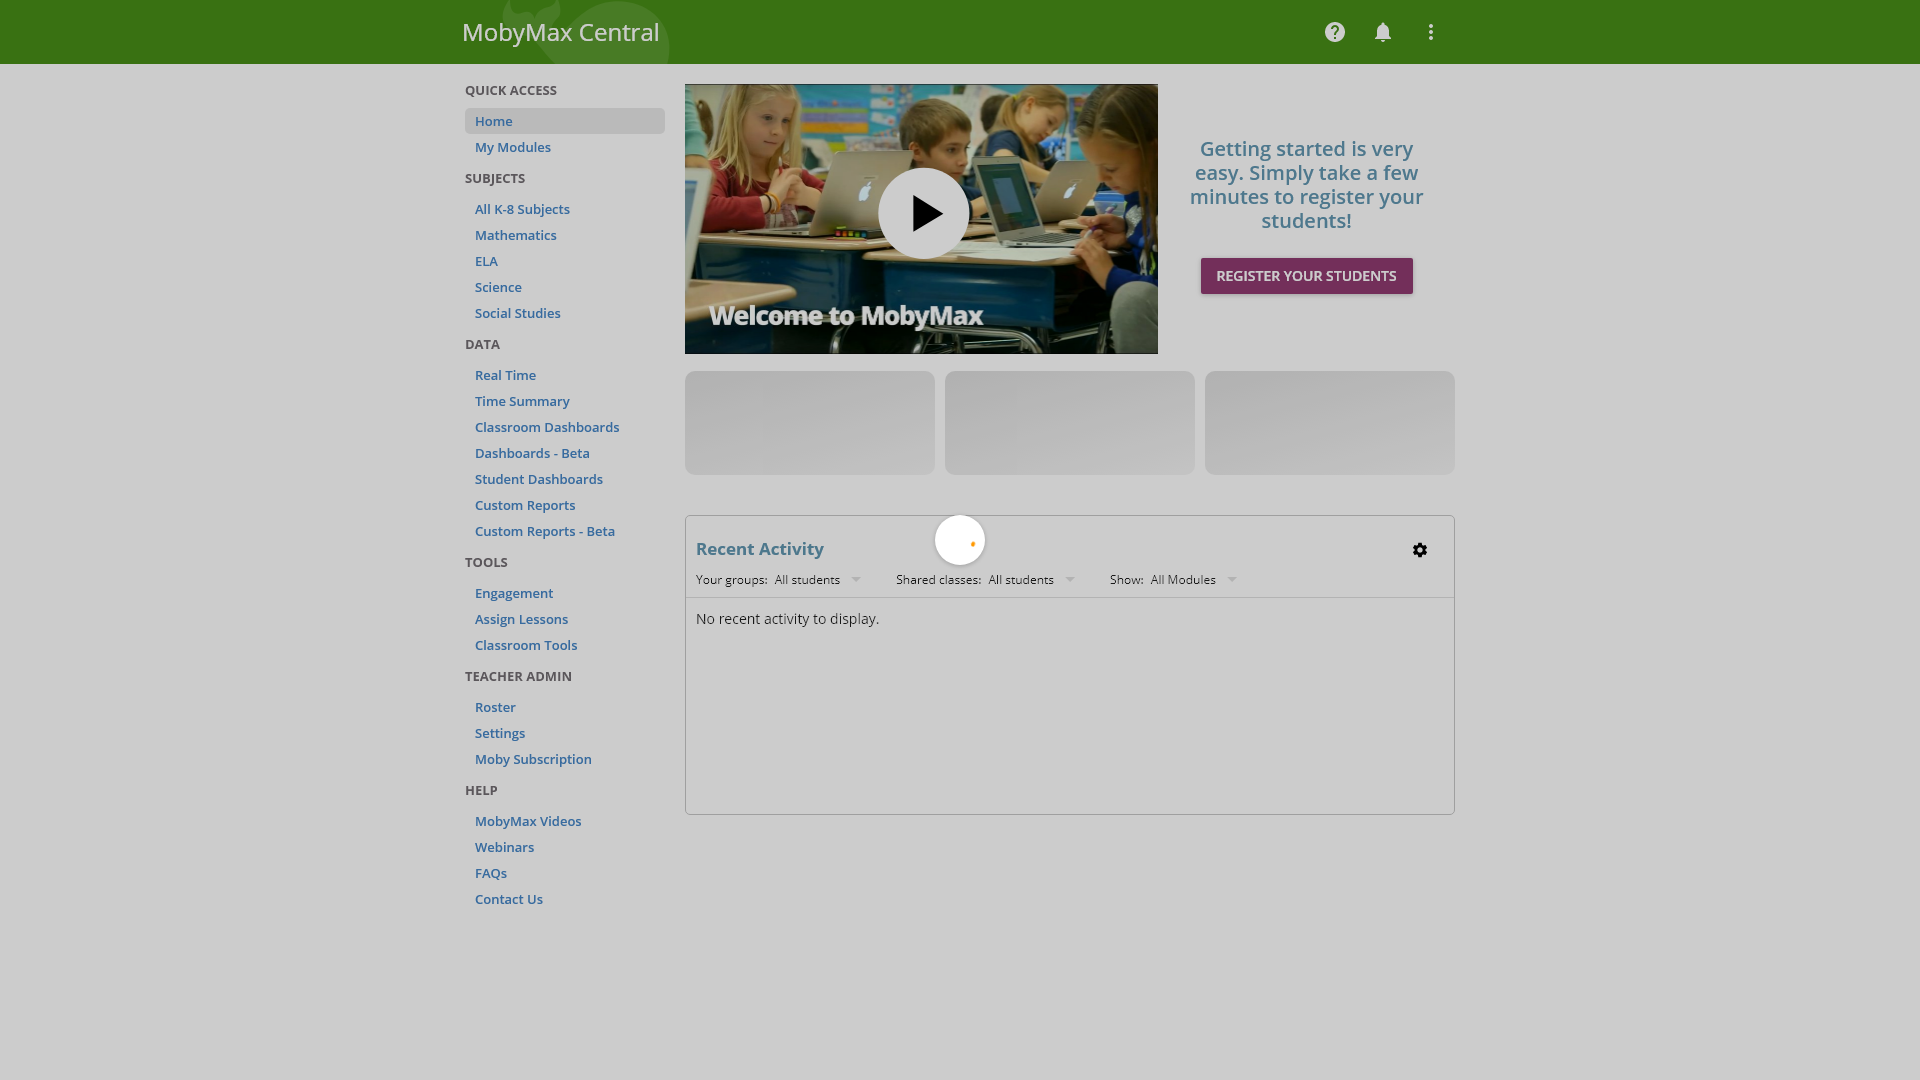 MobyMax Central
QUICK ACCESS
Home
My Modules
SUBJECTS
All K-8 Subjects
Mathematics
ELA
Science
Social Studies
DATA
Real Time
Time Summary
Classroom Dashboards
Dashboards - Beta
Student Dashboards
Custom Reports
Custom Reports - Beta
TOOLS
Engagement
Assign Lessons
Classroom Tools
TEACHER ADMIN
Roster
Settings
Moby Subscription
HELP
MobyMax Videos
Webinars
FAQs
Contact Us
Welcome to MobyMax
Getting started is very
easy. Simply take a few
minutes to register your
students!
REGISTER YOUR STUDENTS
Recent Activity
Your groups: All students Shared classes: All students Show: All Modules
No recent activity to display.